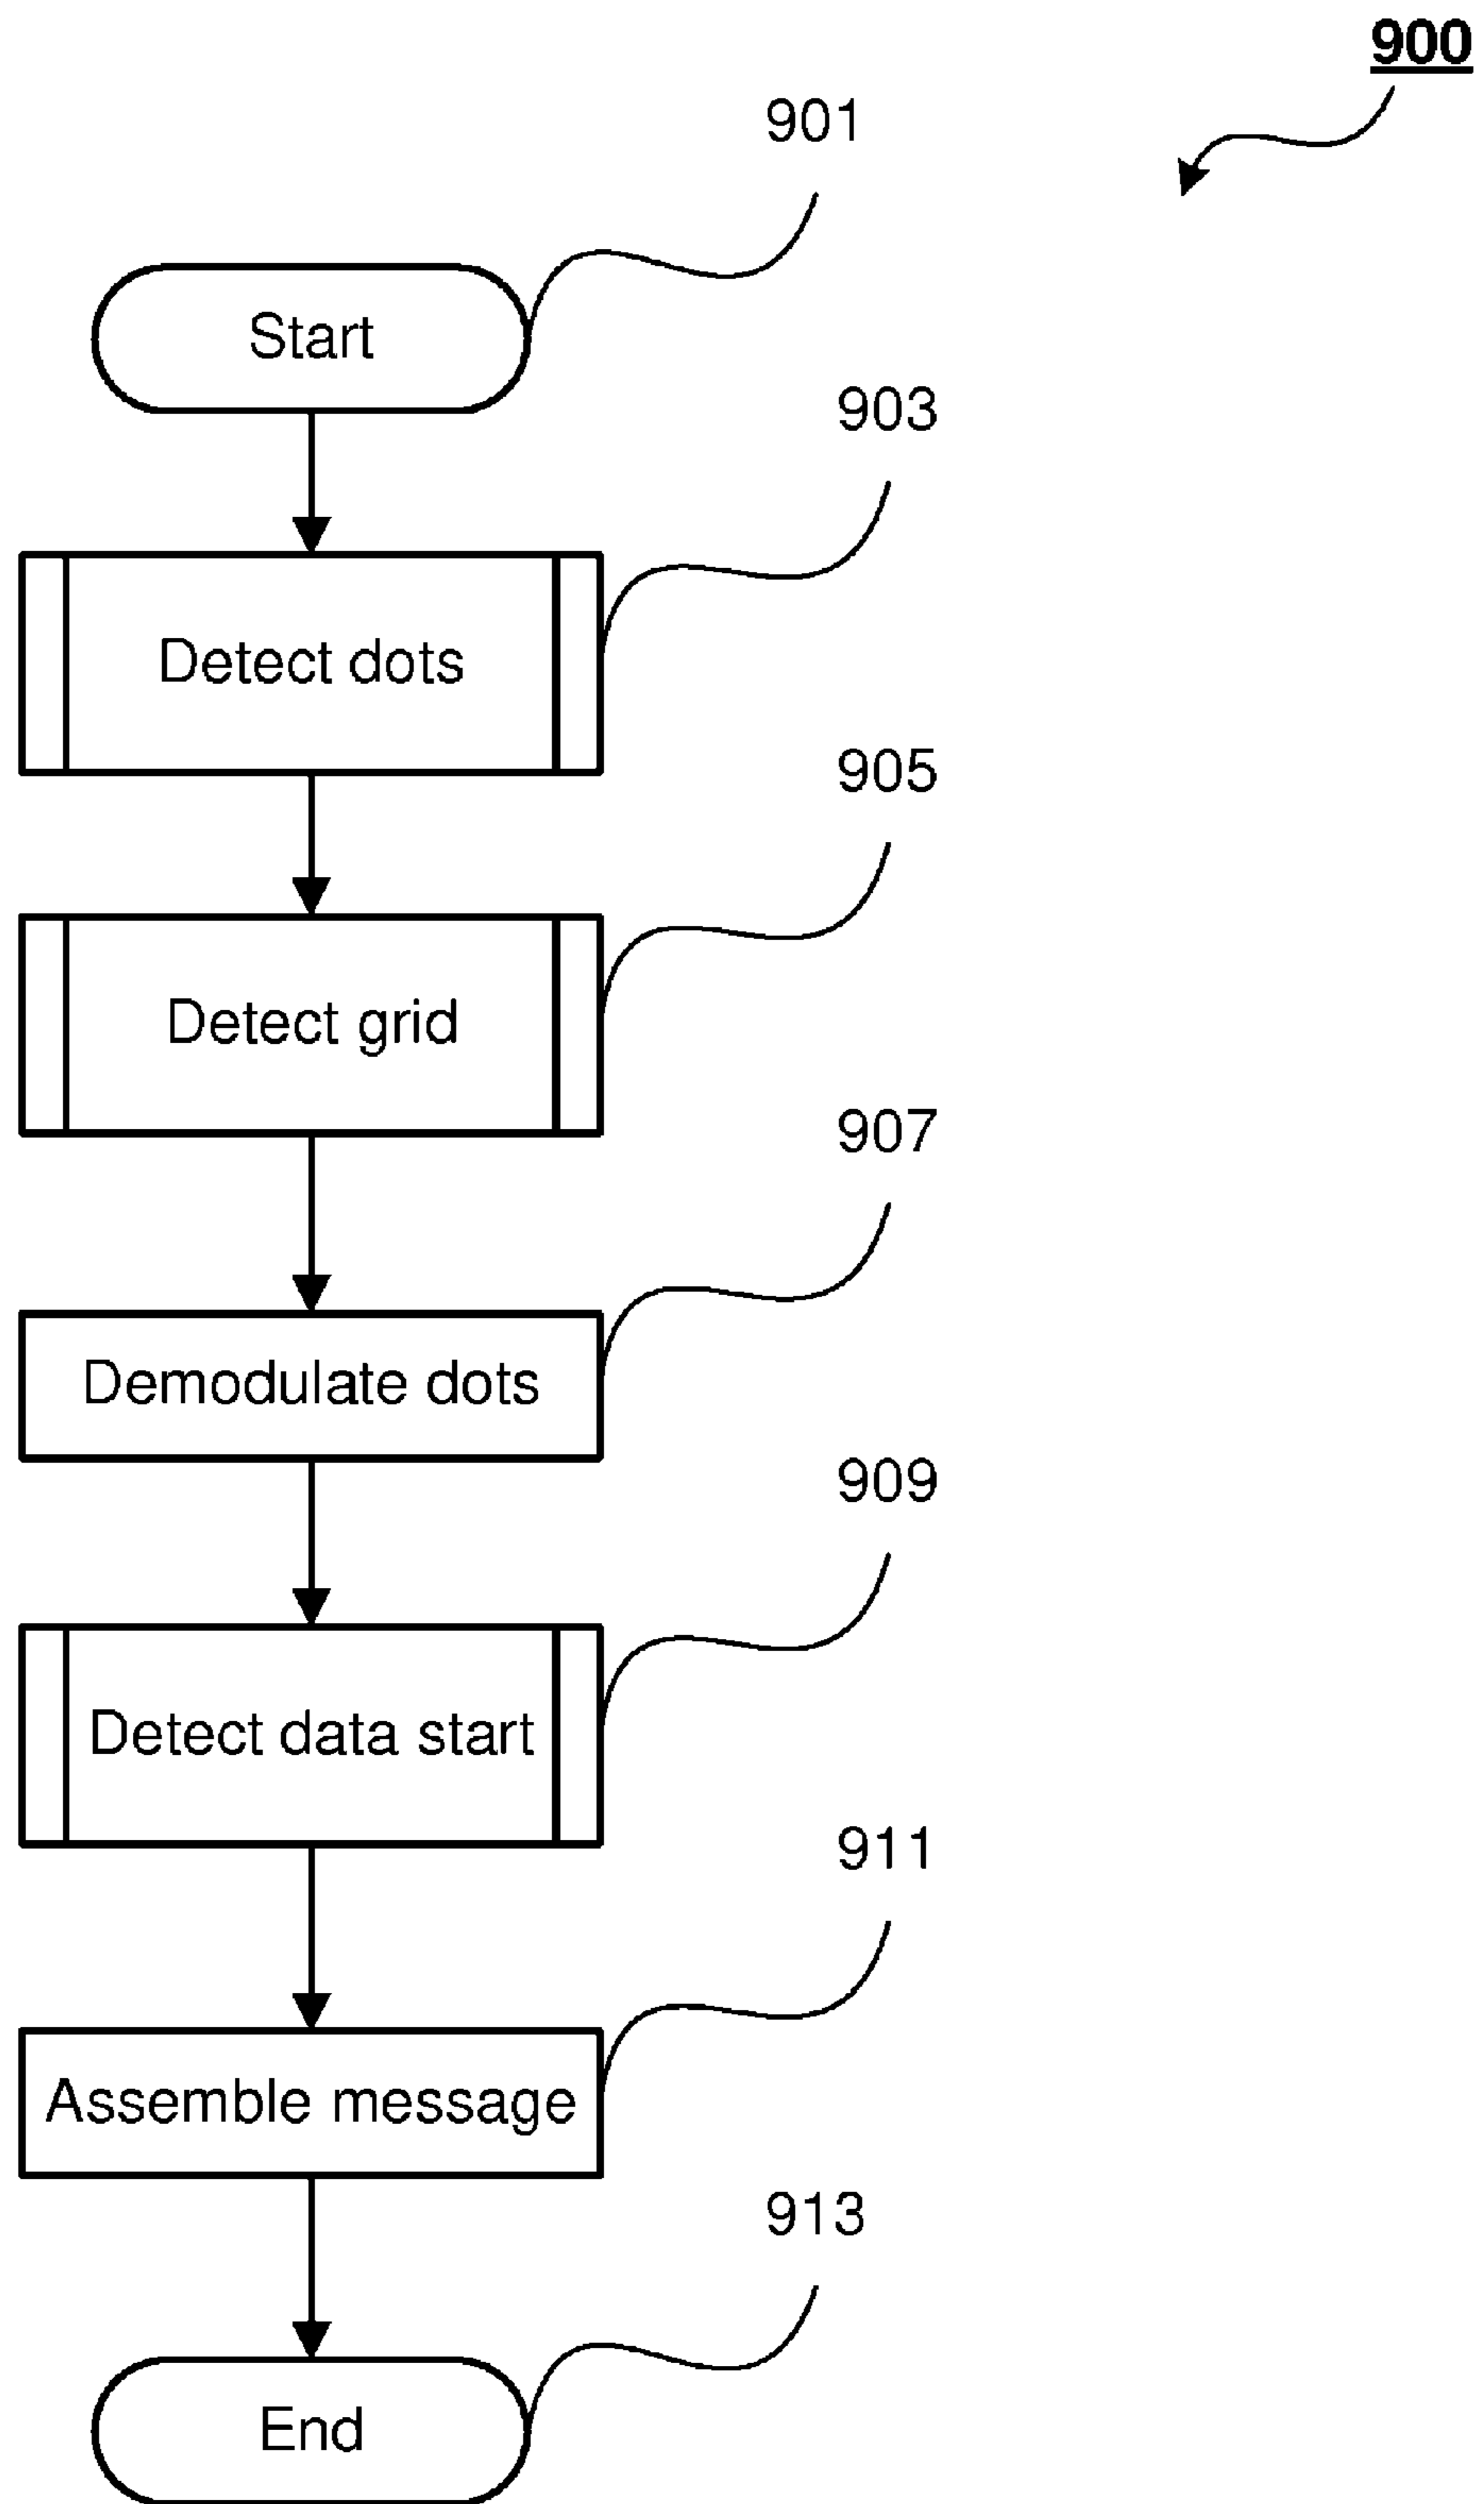 900
901
Start
903
Detect dots
905
Detect grid
907
Demodulate dots
909
Detect data start
911
Assemble message
913
End